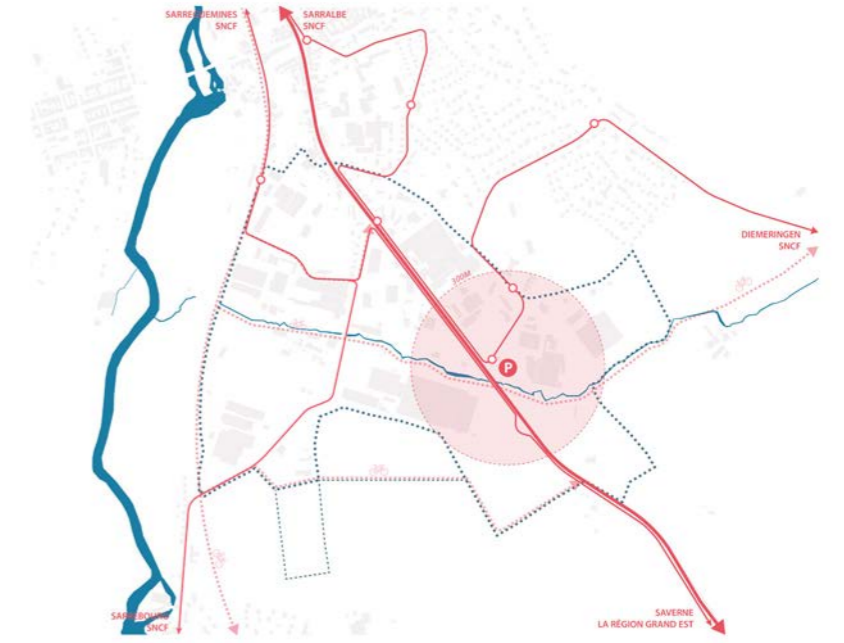 SARREGUEMINES
SNCF
SARRALBE
SNCF
DIEMERINGEN
SNCF
300M
P
SARREBOURG
SNCF
SAVERNE
LA RÉGION GRAND EST